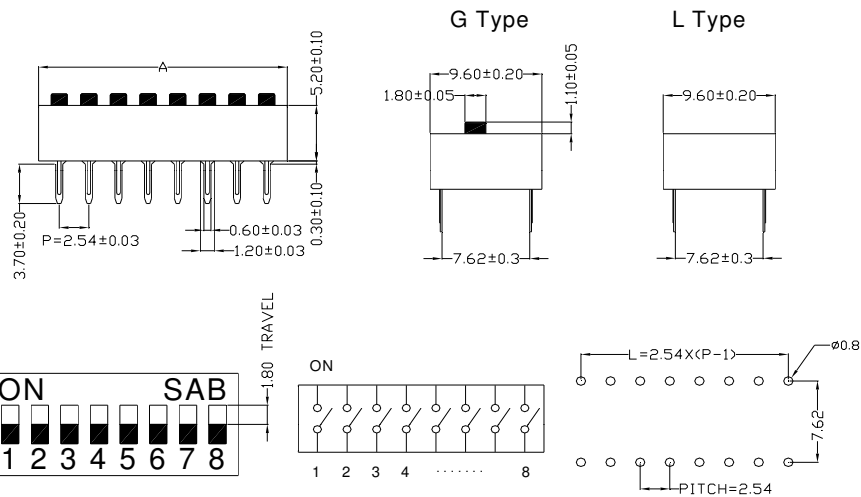 G Type
L Type
A
5.20±0.10
9.60±0.20
1.80±0.05
1.10±0.05
9.60±0.20
3.70±0.20
P=2.54±0.03
0.60±0.03
1.20±0.03
0.30±0.10
7.62±0.3
7.62±0.3
ON SAB
1.80 TRAVEL
1 2 3 4 5 6 7 8
ON
1 2 3 4 ....... 8
L=2.54X(P-1)
ø0.8
7.62
PITCH=2.54